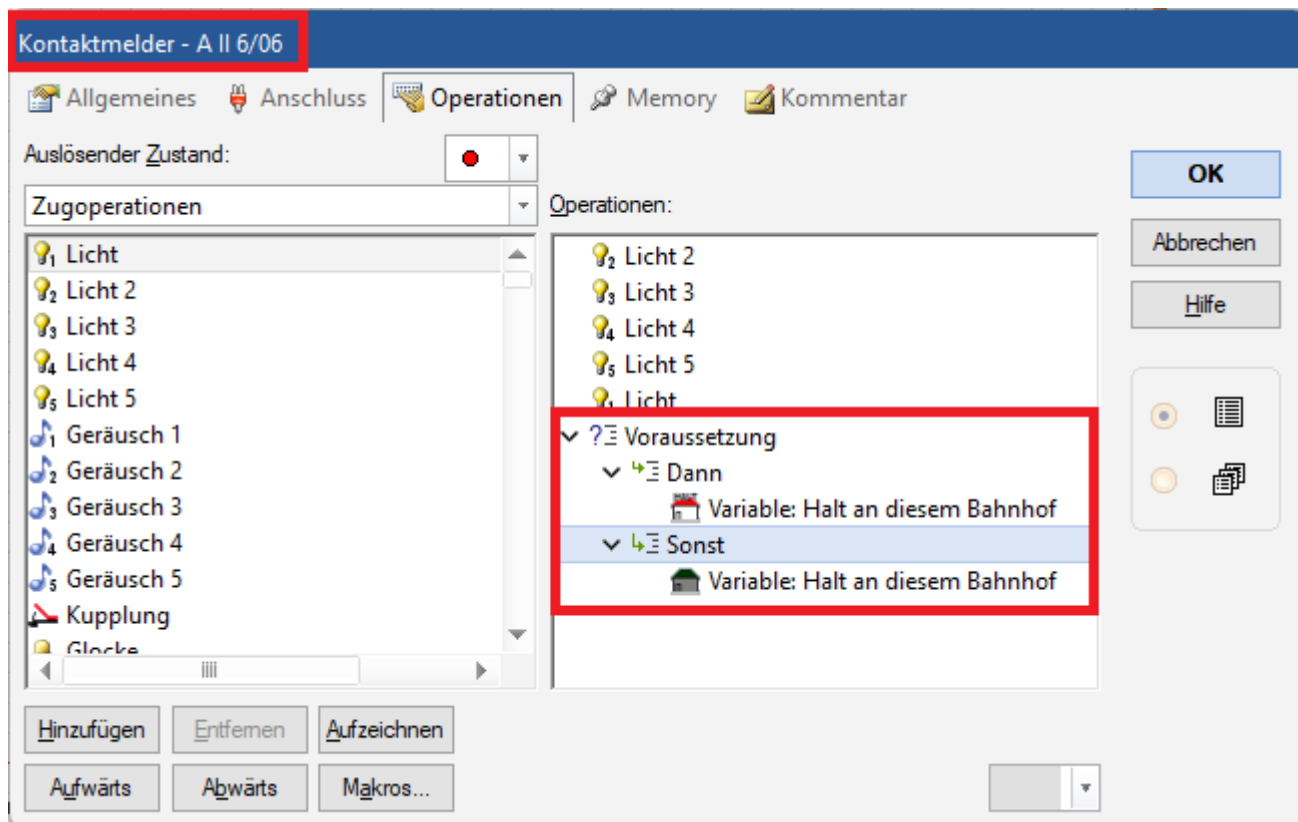 Kontaktmelder - A II 6/06
Allgemeines Anschluss Operationen Memory Kommentar
Auslösender Zustand:
Zugoperationen
Operationen:
Licht
Licht 2
Licht 3
Licht 4
Licht 5
Geräusch 1
Geräusch 2
Geräusch 3
Geräusch 4
Geräusch 5
Kupplung
Glocke
Licht 2
Licht 3
Licht 4
Licht 5
Licht
Voraussetzung
Dann
Variable: Halt an diesem Bahnhof
Sonst
Variable: Halt an diesem Bahnhof
OK
Abbrechen
Hilfe
Hinzufügen Entfernen Aufzeichnen
Aufwärts Abwärts Makros...